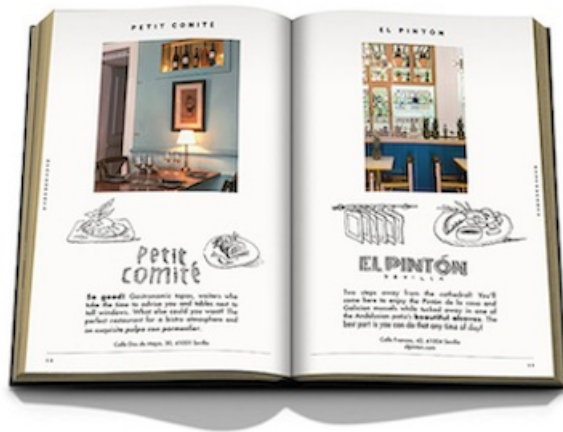 PETIT COMITÉ
Petit
comité
So good! Gastronomic tapas, waiters who
take the time to advise you and tables next to
tall windows. What else could you want? The
perfect restaurant for a bistro atmosphere and
an exquisite pulpo con parmentier.
Calle Dos de Mayo, 30, 41001 Sevilla
EL PINTÓN
EL PINTÓN
SEVILLA
Two steps away from the cathedral! You'll
come here to enjoy the Pintón de la casa and
Galician mussels while tucked away in one of
the Andalusian patio's beautiful alcoves. The
best part is you can do that any time of day!
Calle Francos, 42, 41004 Sevilla
elpinton.com